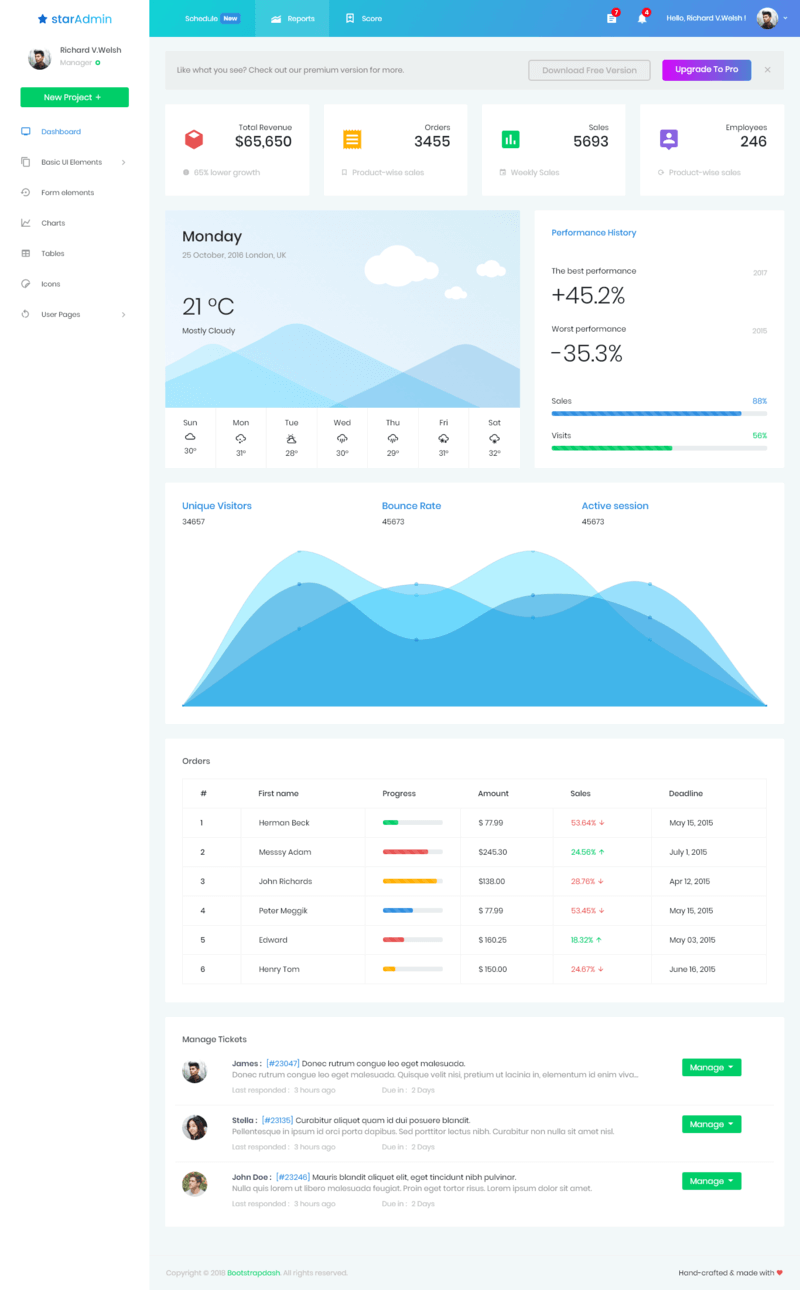 starAdmin
Schedule New
Reports
Score
7
4
Hello, Richard V.Welsh !
Richard V.Welsh
Manager
New Project +
Dashboard
Basic UI Elements
Form elements
Charts
Tables
Icons
User Pages
Like what you see? Check out our premium version for more.
Download Free Version
Upgrade To Pro
Total Revenue
$65,650
65% lower growth
Orders
3455
Product-wise sales
Sales
5693
Weekly Sales
Employees
246
Product-wise sales
Monday
25 October, 2016 London, UK
21 °C
Mostly Cloudy
Sun Mon Tue Wed Thu Fri Sat
30° 31° 28° 30° 29° 31° 32°
Performance History
The best performance 2017
+45.2%
Worst performance 2015
-35.3%
Sales 88%
Visits 56%
Unique Visitors Bounce Rate Active session
34657 45673 45673
Orders
# First name Progress Amount Sales Deadline
1 Herman Beck $ 77.99 53.64% ↓ May 15, 2015
2 Messsy Adam $245.30 24.56% ↑ July 1, 2015
3 John Richards $138.00 28.76% ↓ Apr 12, 2015
4 Peter Meggik $ 77.99 53.45% ↓ May 15, 2015
5 Edward $ 160.25 18.32% ↑ May 03, 2015
6 Henry Tom $ 150.00 24.67% ↓ June 16, 2015
Manage Tickets
James : [#23047] Donec rutrum congue leo eget malesuada.
Donec rutrum congue leo eget malesuada. Quisque velit nisi, pretium ut lacinia in, elementum id enim viva...
Last responded : 3 hours ago Due in : 2 Days
Manage
Stella : [#23135] Curabitur aliquet quam id dui posuere blandit.
Pellentesque in ipsum id orci porta dapibus. Sed porttitor lectus nibh. Curabitur non nulla sit amet nisl.
Last responded : 3 hours ago Due in : 2 Days
Manage
John Doe : [#23246] Mauris blandit aliquet elit, eget tincidunt nibh pulvinar.
Nulla quis lorem ut libero malesuada feugiat. Proin eget tortor risus. Lorem ipsum dolor sit amet.
Last responded : 3 hours ago Due in : 2 Days
Manage
Copyright © 2018 Bootstrapdash. All rights reserved.
Hand-crafted & made with ♥